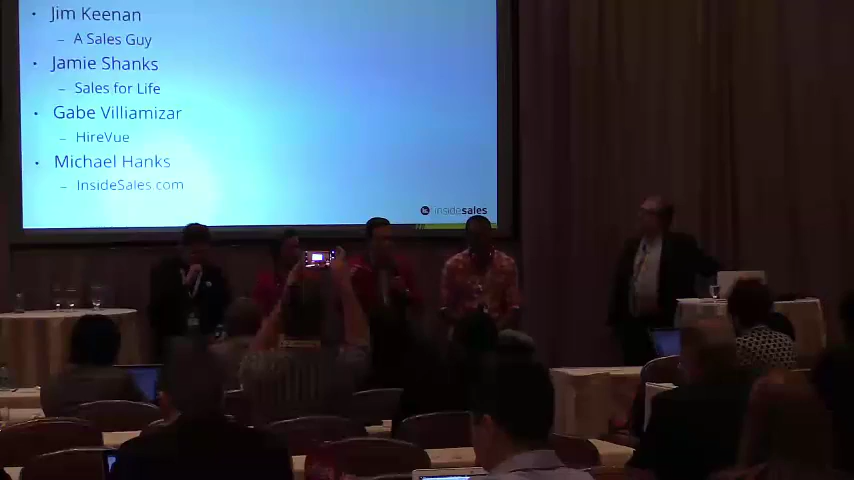 Jim Keenan
– A Sales Guy
Jamie Shanks
– Sales for Life
Gabe Villiamizar
– HireVue
Michael Hanks
– InsideSales com
insidesales